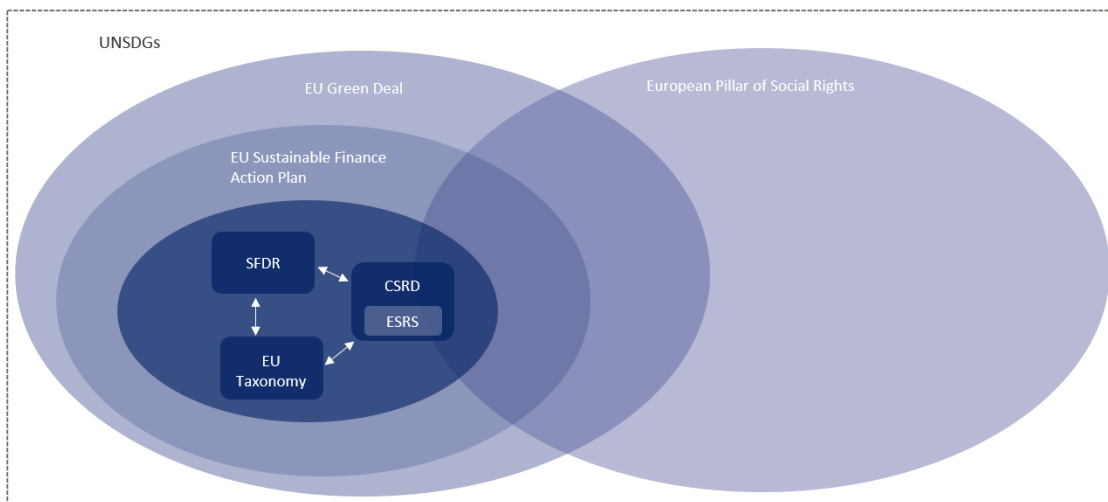 UNSDGs
EU Green Deal
European Pillar of Social Rights
EU Sustainable Finance
Action Plan
SFDR
CSRD
ESRS
EU
Taxonomy